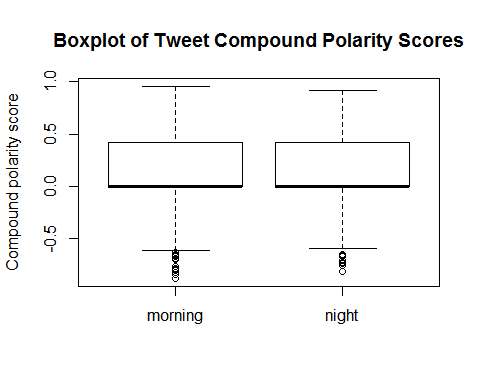 Boxplot of Tweet Compound Polarity Scores
Compound polarity score
1.0
0.5
0.0
-0.5
morning
night